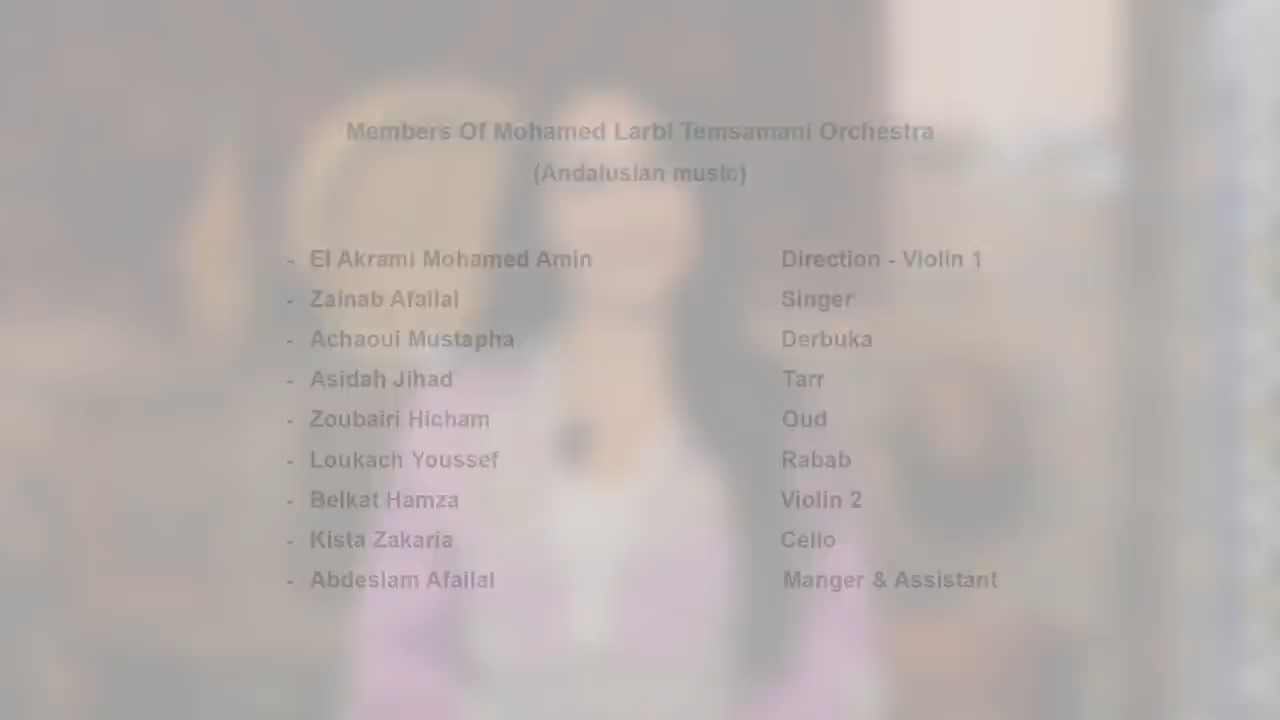 Members Of Mohamed Larbi Temsamani Orchestra
(Andalusian music)
- El Akrami Mohamed Amin Direction - Violin 1
- Zainab Afailal Singer
- Achaoui Mustapha Derbuka
- Asidah Jihad Tarr
- Zoubairi Hicham Oud
- Loukach Youssef Rabab
- Belkat Hamza Violin 2
- Kista Zakaria Cello
- Abdeslam Afailal Manger & Assistant